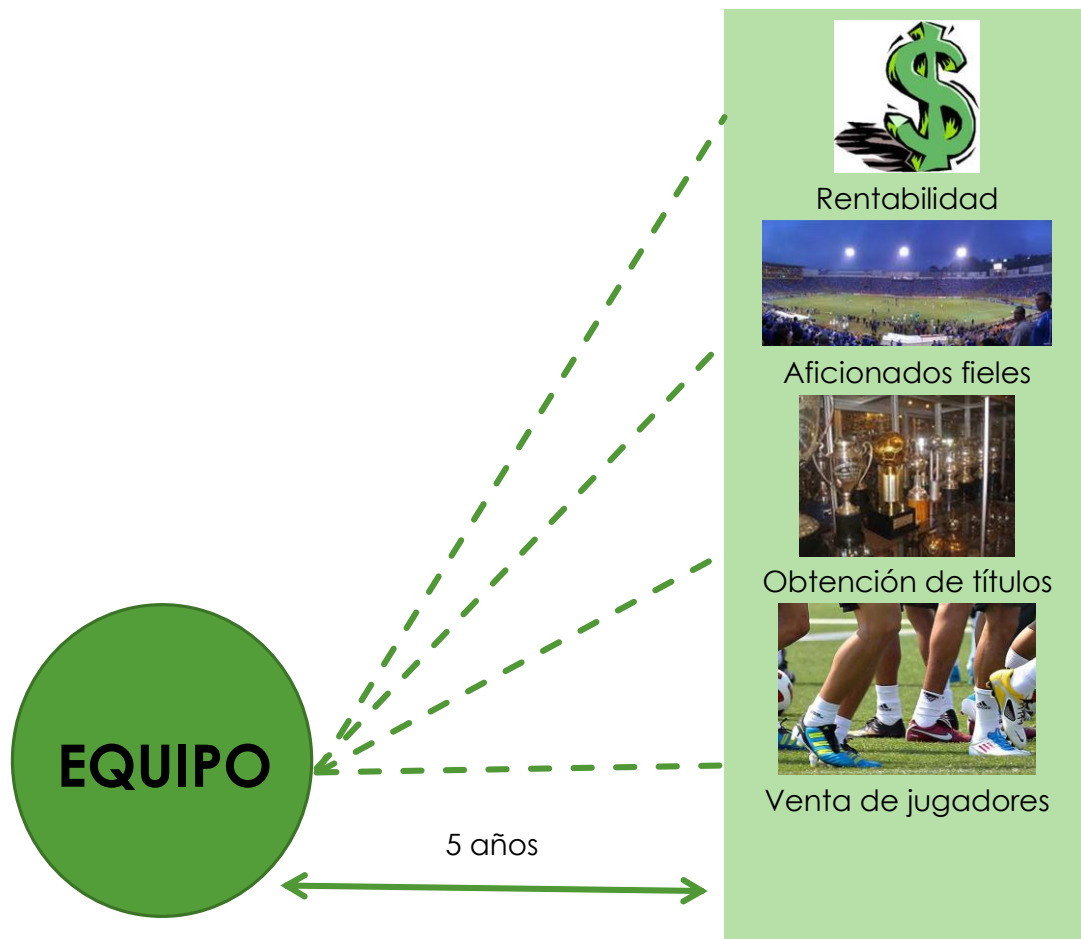 Rentabilidad
Aficionados fieles
Obtención de títulos
EQUIPO
Venta de jugadores
5 años